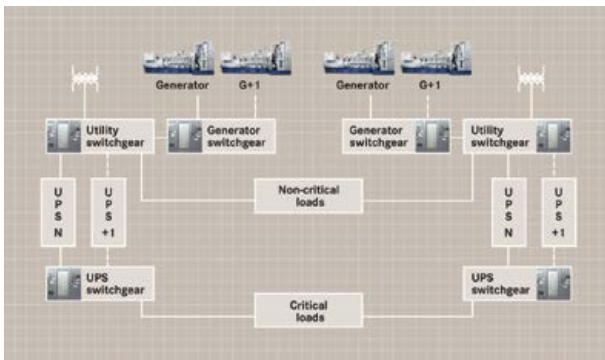 Generator
G+1
Generator
G+1
Utility
switchgear
Generator
switchgear
Generator
switchgear
Utility
switchgear
Non-critical
loads
U
P
S
N
U
P
S
+1
U
P
S
N
U
P
S
+1
UPS
switchgear
UPS
switchgear
Critical
loads